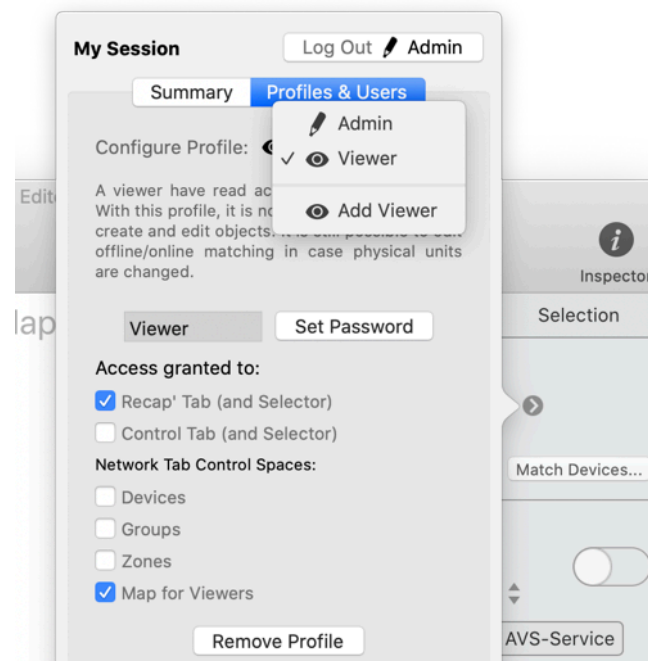 My Session
Log Out Admin
Summary Profiles & Users
Admin
Configure Profile:
Viewer
Edit
A viewer have read ac
With this profile, it is no
Add Viewer
create and edit objects.
offline/online matching in case physical units
are changed.
Inspector
Map
Viewer
Set Password
Selection
Access granted to:
Recap' Tab (and Selector)
Control Tab (and Selector)
Match Devices...
Network Tab Control Spaces:
Devices
Groups
Zones
Map for Viewers
Remove Profile
AVS-Service